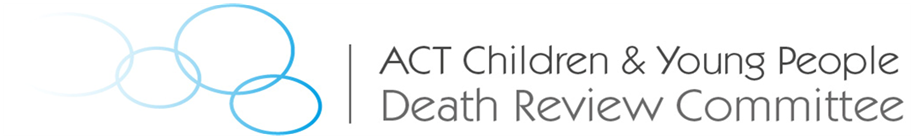 ACT Children & Young People
Death Review Committee